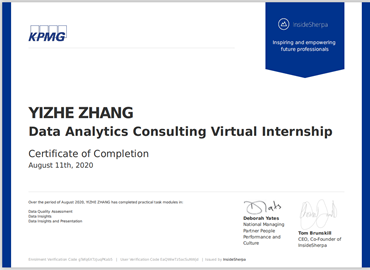 KPMG
InsideSherpa
Inspiring and empowering
future professionals
YIZHE ZHANG
Data Analytics Consulting Virtual Internship
Certificate of Completion
August 11th, 2020
Over the period of August 2020, YIZHE ZHANG has completed practical task modules in:
Data Quality Assessment
Data Insights
Data Insights and Presentation
Deborah Yates
National Managing
Partner People
Performance and
Culture
Tom Brunskill
CEO, Co-Founder of
InsideSherpa
Enrolment Verification Code | User Verification Code | Issued by InsideSherpa